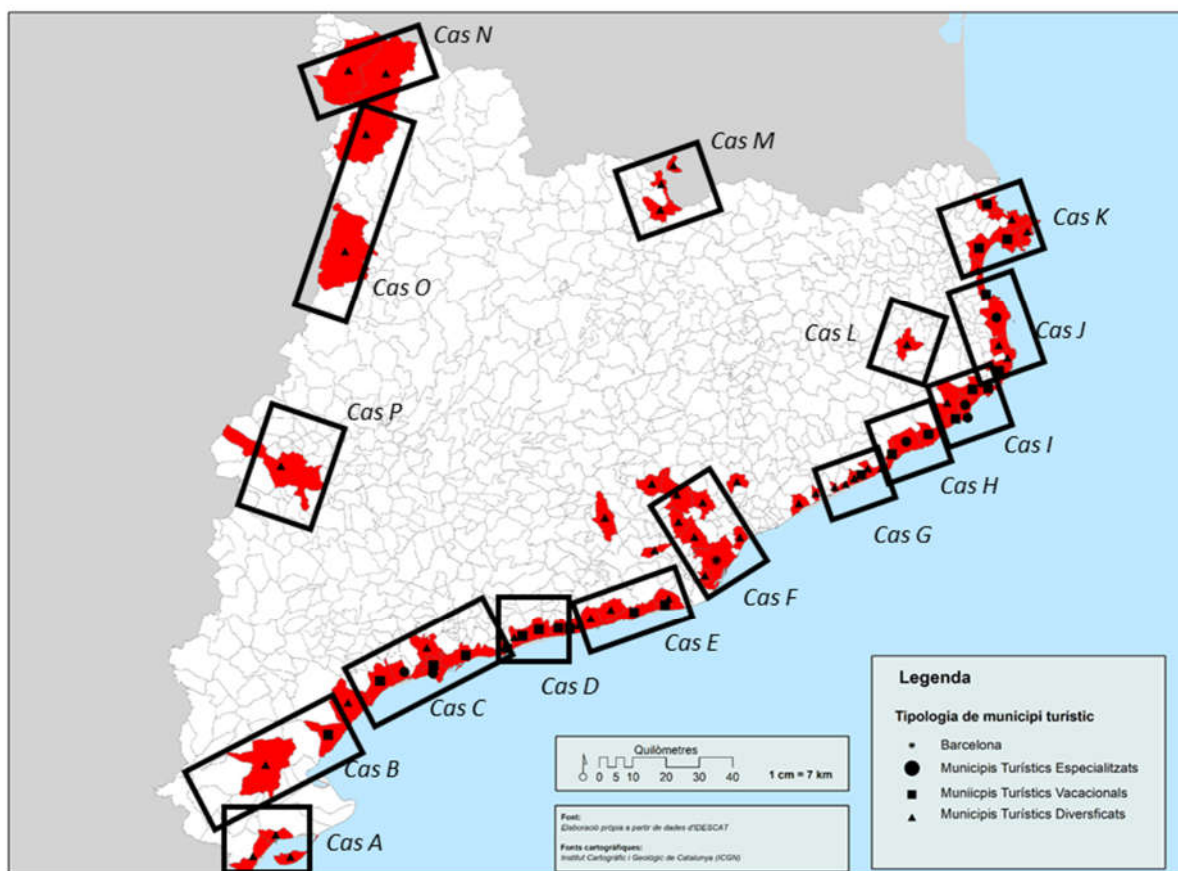 Cas N
Cas M
Cas K
Cas O
Cas L
Cas J
Cas P
Cas I
Cas H
Cas G
Cas F
Cas E
Cas D
Cas C
Cas B
Cas A
Quilòmetres
0 5 10 20 30 40
1 cm = 7 km
Font:
Elaboració pròpia a partir de dades d'IDESCAT
Fonts cartogràfiques:
Institut Cartogràfic i Geològic de Catalunya (ICGN)
Legenda
Tipologia de municipi turístic
Barcelona
Municipis Turístics Especialitzats
Muniicpis Turístics Vacacionals
Municipis Turístics Diversficats